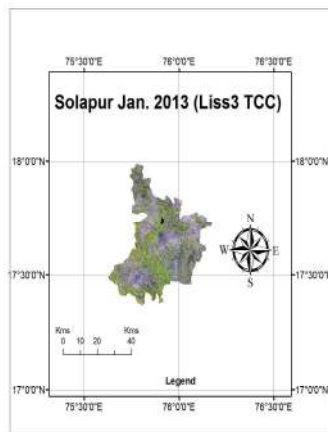 75°30'0"E 76°0'0"E 76°30'0"E
Solapur Jan. 2013 (Liss3 TCC)
18°0'0"N 18°0'0"N
N
W E
S
17°30'0"N 17°30'0"N
Kms Kms
0 10 20 40
Legend
17°0'0"N 17°0'0"N
75°30'0"E 76°0'0"E 76°30'0"E